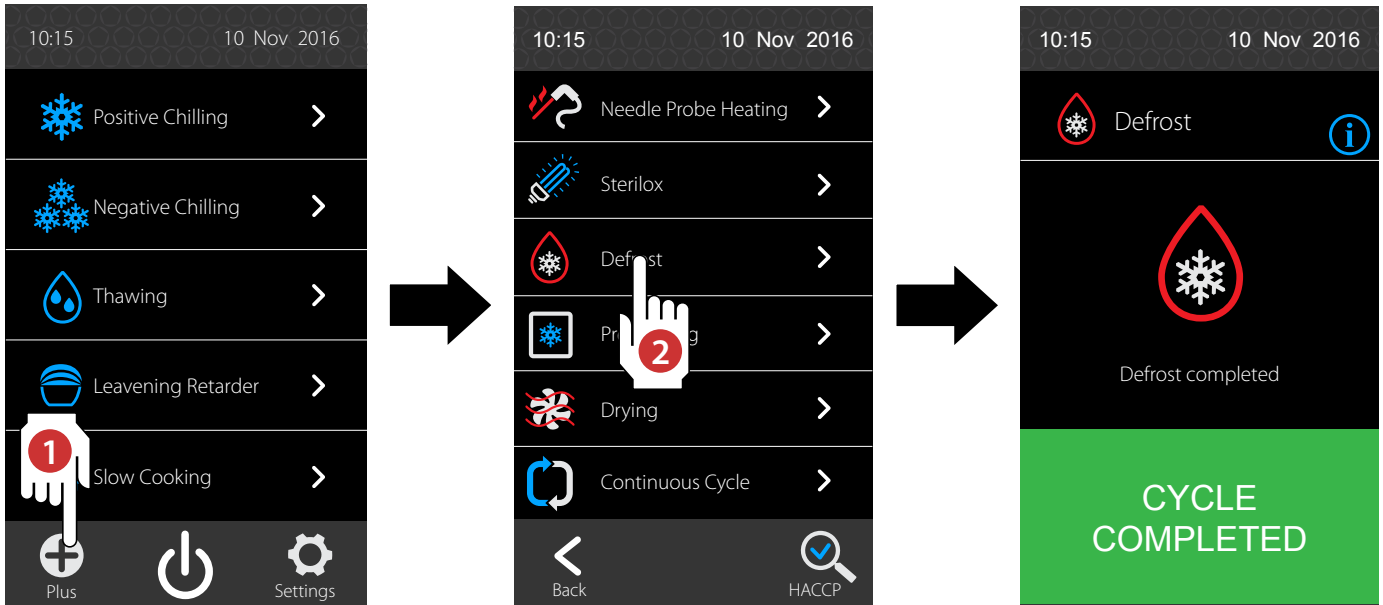 10:15 10 Nov 2016
Positive Chilling
Negative Chilling
Thawing
Leavening Retarder
1
Slow Cooking
Plus
Settings
10:15 10 Nov 2016
Needle Probe Heating
Sterilox
Defrost
2
Drying
Continuous Cycle
Back
HACCP
10:15 10 Nov 2016
Defrost
i
Defrost completed
CYCLE
COMPLETED